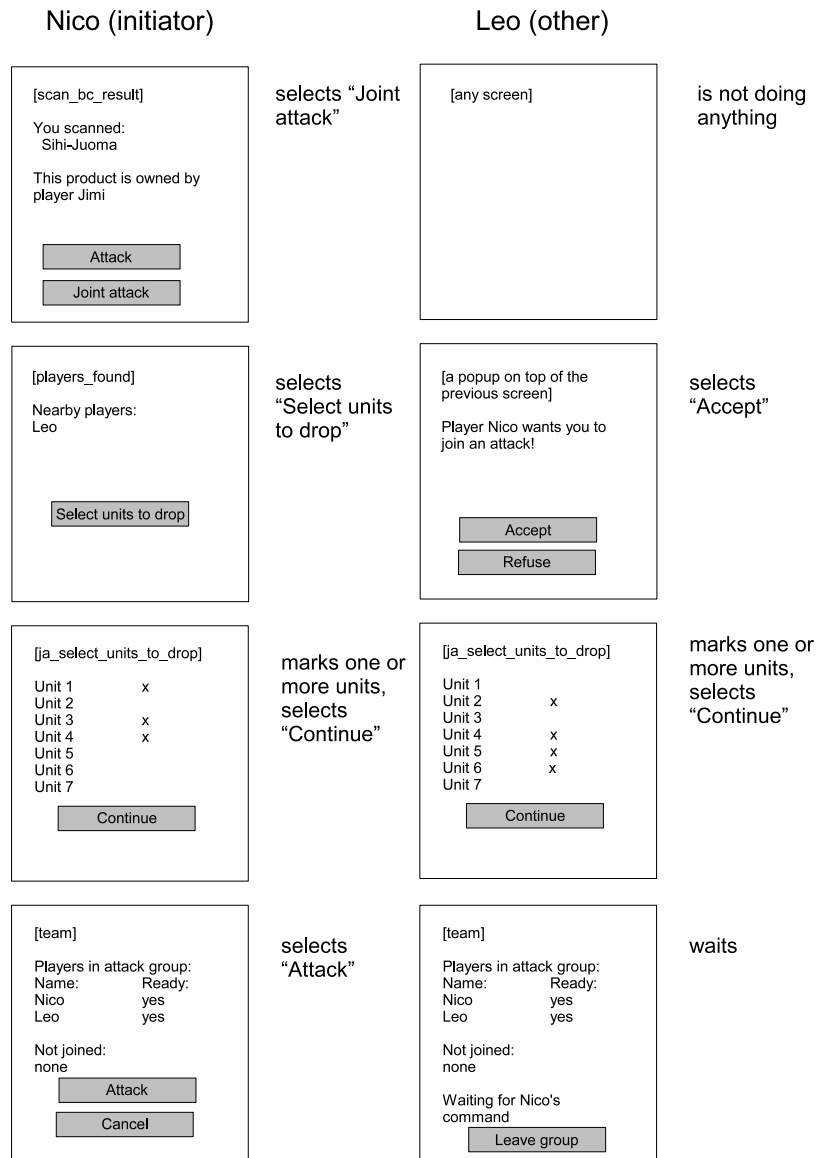 Nico (initiator)
Leo (other)
[scan_bc_result]
You scanned:
Sihi-Juoma
This product is owned by
player Jimi
Attack
Joint attack
selects “Joint
attack”
[any screen]
is not doing
anything
[players_found]
Nearby players:
Leo
Select units to drop
selects
“Select units
to drop”
[a popup on top of the
previous screen]
Player Nico wants you to
join an attack!
Accept
Refuse
selects
“Accept”
[ja_select_units_to_drop]
Unit 1 x
Unit 2
Unit 3 x
Unit 4 x
Unit 5
Unit 6
Unit 7
Continue
marks one or
more units,
selects
“Continue”
[ja_select_units_to_drop]
Unit 1
Unit 2 x
Unit 3
Unit 4 x
Unit 5 x
Unit 6 x
Unit 7
Continue
marks one or
more units,
selects
“Continue”
[team]
Players in attack group:
Name: Ready:
Nico yes
Leo yes
Not joined:
none
Attack
Cancel
selects
“Attack”
[team]
Players in attack group:
Name: Ready:
Nico yes
Leo yes
Not joined:
none
Waiting for Nico's
command
Leave group
waits